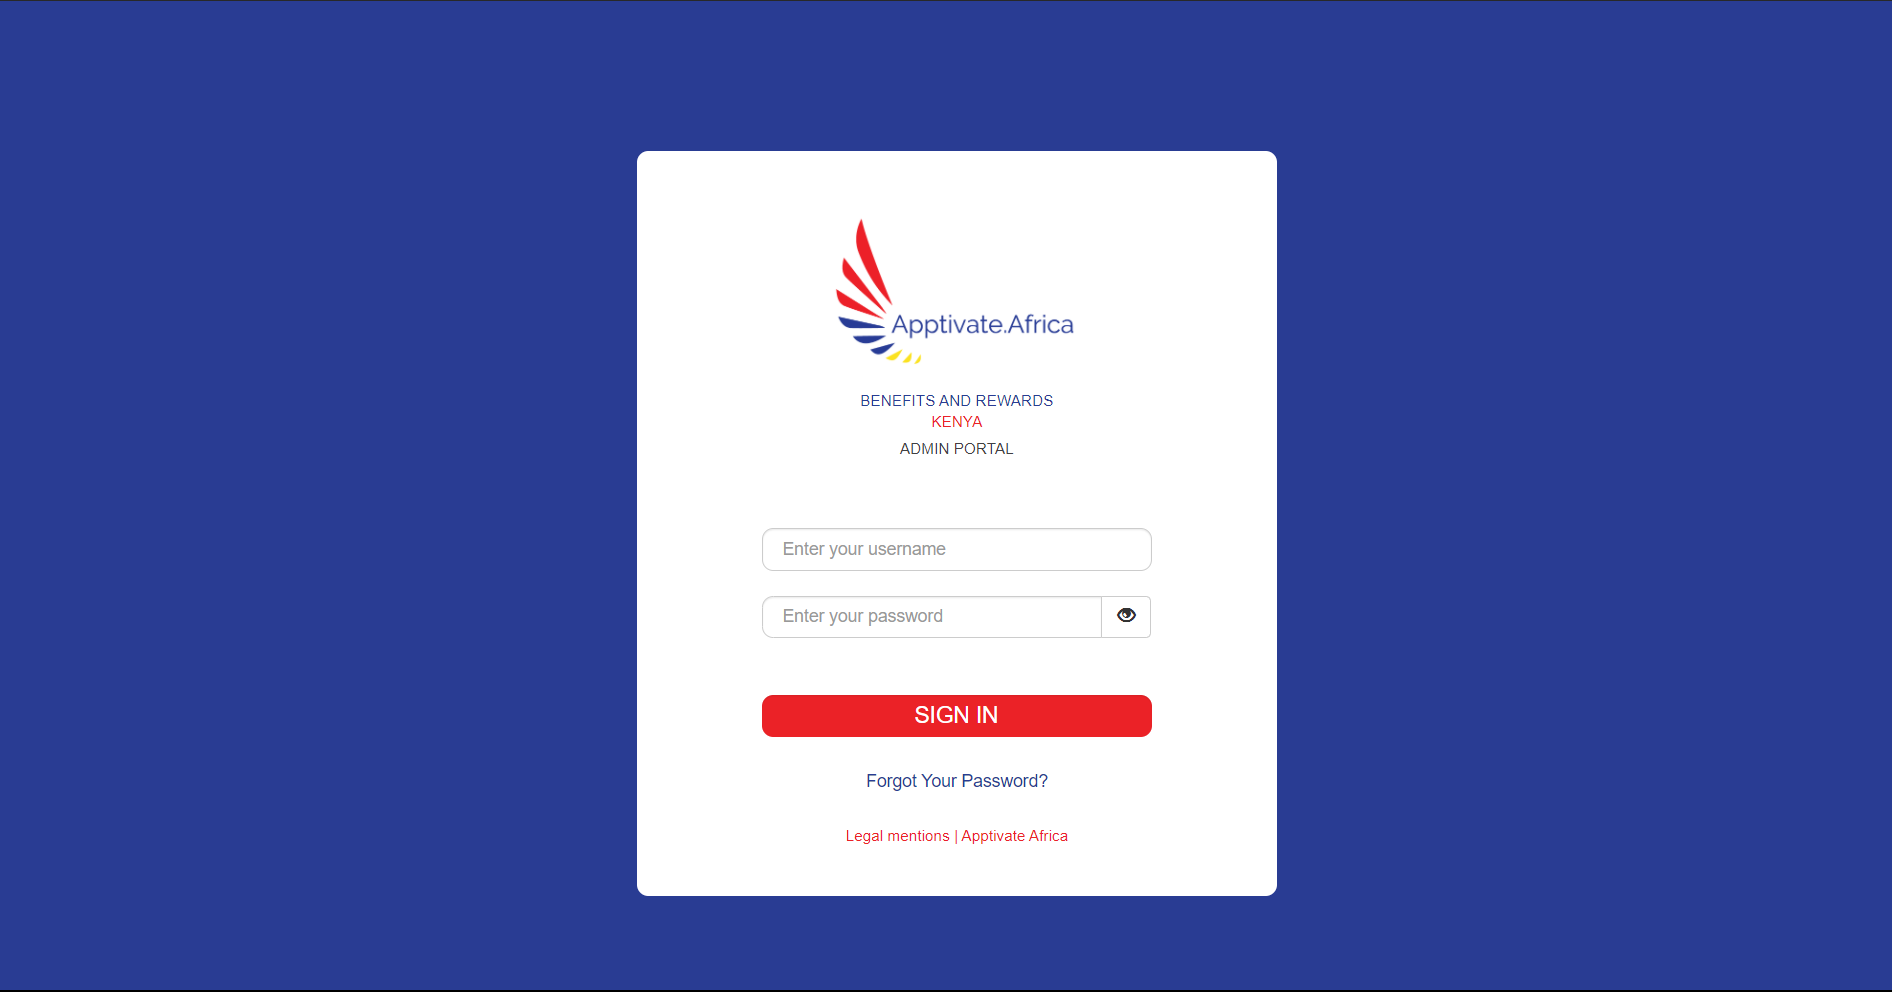 Apptivate.Africa
BENEFITS AND REWARDS
KENYA
ADMIN PORTAL
Enter your username
Enter your password
SIGN IN
Forgot Your Password?
Legal mentions | Apptivate Africa